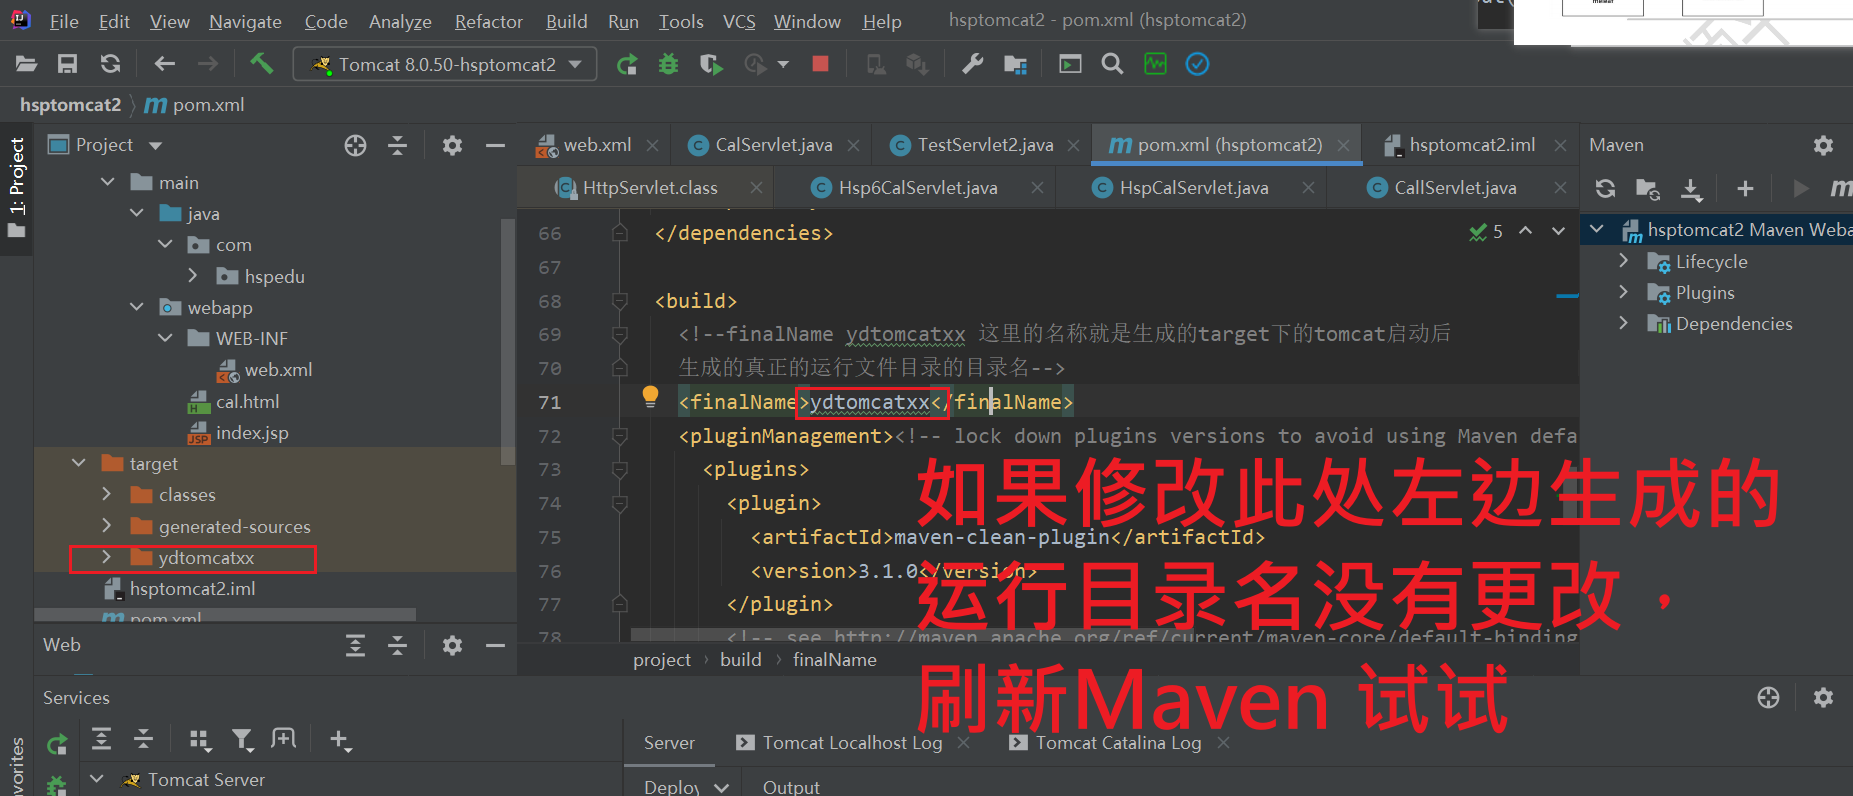 File Edit View Navigate Code Analyze Refactor Build Run Tools VCS Window Help hsptomcat2 - pom.xml (hsptomcat2)
Tomcat 8.0.50-hsptomcat2
hsptomcat2 pom.xml
1: Project
Project
main
java
com
hspedu
webapp
WEB-INF
web.xml
cal.html
index.jsp
target
classes
generated-sources
ydtomcatxx
hsptomcat2.iml
pom.xml
web.xml CalServlet.java TestServlet2.java pom.xml (hsptomcat2) hsptomcat2.iml
HttpServlet.class Hsp6CalServlet.java HspCalServlet.java CallServlet.java
66 </dependencies>
5
67
68 <build>
69 <!--finalName ydtomcatxx 这里的名称就是生成的target下的tomcat启动后
70 生成的真正的运行文件目录的目录名-->
71 <finalName>ydtomcatxx</finalName>
72 <pluginManagement><!-- lock down plugins versions to avoid using Maven defa
73 <plugins>
74 <plugin>
75 <artifactId>maven-clean-plugin</artifactId>
76 <version>3.1.0</version>
77 </plugin>
78 <!-- see http://maven.apache.org/ref/current/maven-core/default-binding
如果修改此处左边生成的
运行目录名没有更改，
刷新Maven 试试
project › build › finalName
Maven
hsptomcat2 Maven Weba
Lifecycle
Plugins
Dependencies
Web
Services
Tomcat Server
Server Tomcat Localhost Log Tomcat Catalina Log
Deploy Output
vorites